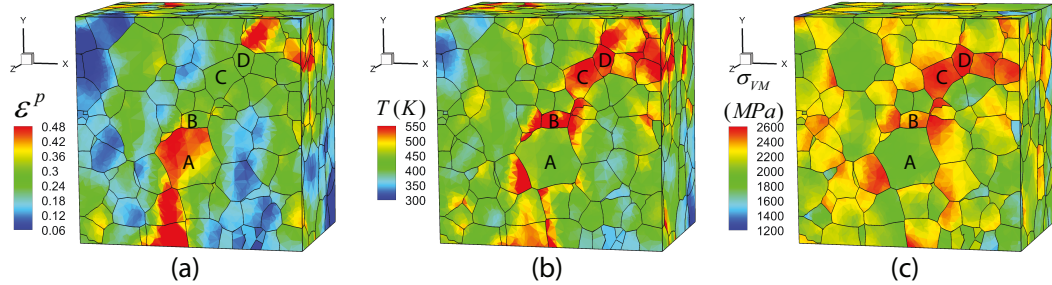 Y
Z
X
ε^p
0.48
0.42
0.36
0.3
0.24
0.18
0.12
0.06
D
C
B
A
(a)
Y
Z
X
T (K)
550
500
450
400
350
300
D
C
B
A
(b)
Y
Z
X
σ_VM
(MPa)
2600
2400
2200
2000
1800
1600
1400
1200
D
C
B
A
(c)